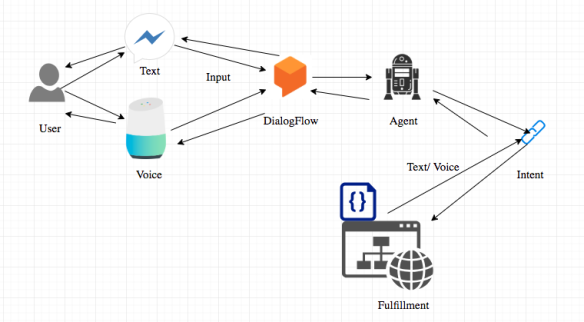 Text
Input
User
DialogFlow
Agent
Voice
Text/ Voice
Intent
{}
Fulfillment